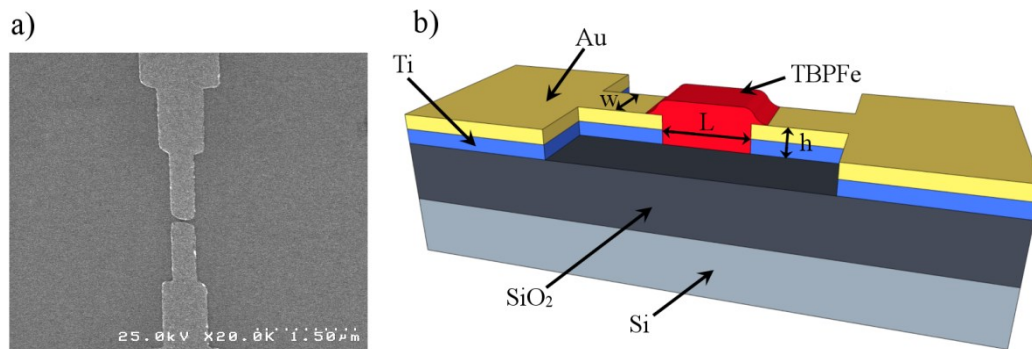 a)
25.0kV X20.0K 1.50μm
b)
Au
Ti
TBPFe
w
L
h
SiO₂
Si